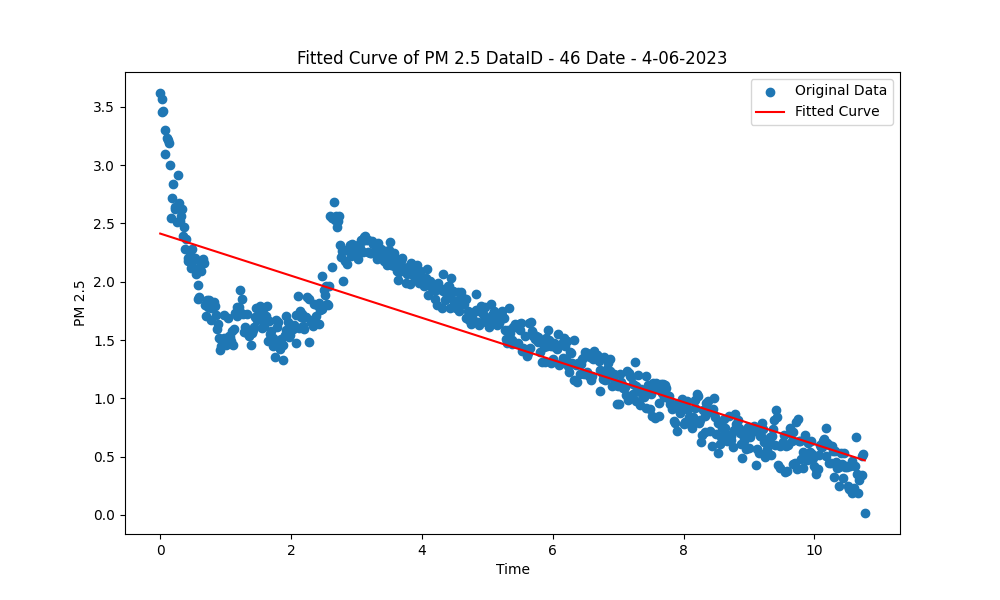 Fitted Curve of PM 2.5 DataID - 46 Date - 4-06-2023
Original Data
Fitted Curve
3.5
3.0
2.5
2.0
1.5
1.0
0.5
0.0
PM 2.5
0 2 4 6 8 10
Time